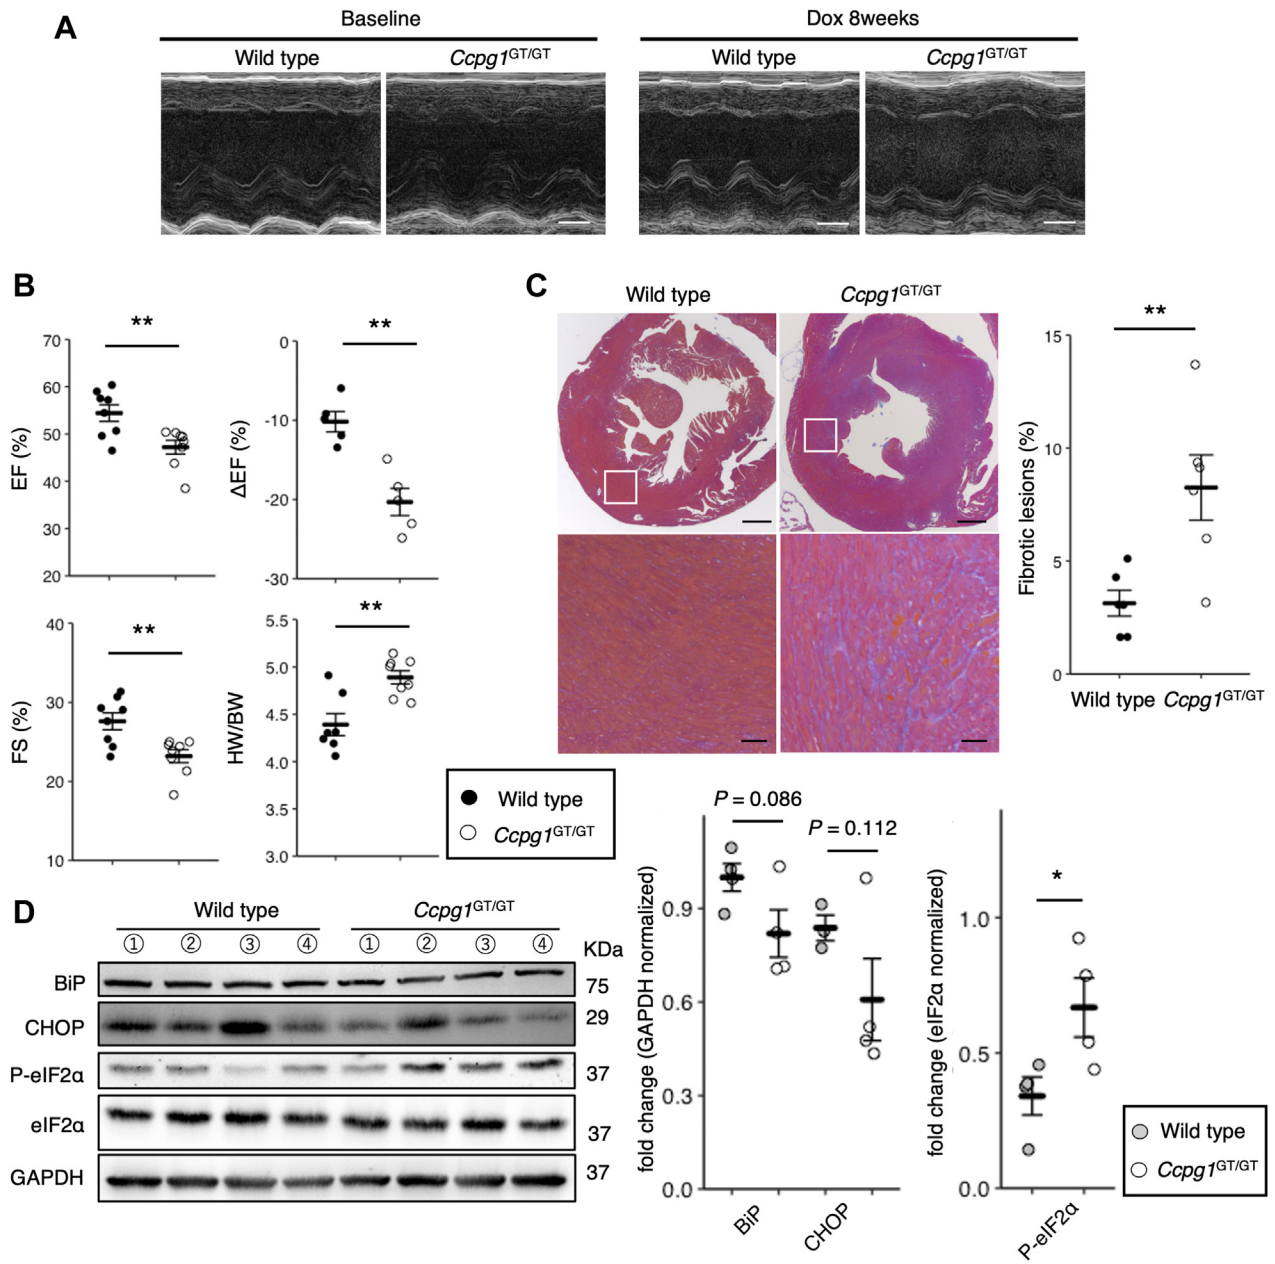 A
Baseline
Dox 8weeks
Wild type
Ccpg1GT/GT
Wild type
Ccpg1GT/GT
B
**
EF (%)
70
60
50
40
30
20
**
ΔEF (%)
0
-10
-20
-30
**
FS (%)
40
30
20
10
**
HW/BW
5.5
5.0
4.5
4.0
3.5
3.0
Wild type
Ccpg1GT/GT
C
Wild type
Ccpg1GT/GT
**
Fibrotic lesions (%)
15
10
5
0
Wild type Ccpg1GT/GT
D
Wild type
Ccpg1GT/GT
① ② ③ ④ ① ② ③ ④
KDa
BiP 75
CHOP 29
P-eIF2α 37
eIF2α 37
GAPDH 37
P = 0.086
P = 0.112
fold change (GAPDH normalized)
0.9
0.6
0.3
0.0
BiP
CHOP
*
fold change (eIF2α normalized)
1.0
0.5
0.0
P-eIF2α
Wild type
Ccpg1GT/GT